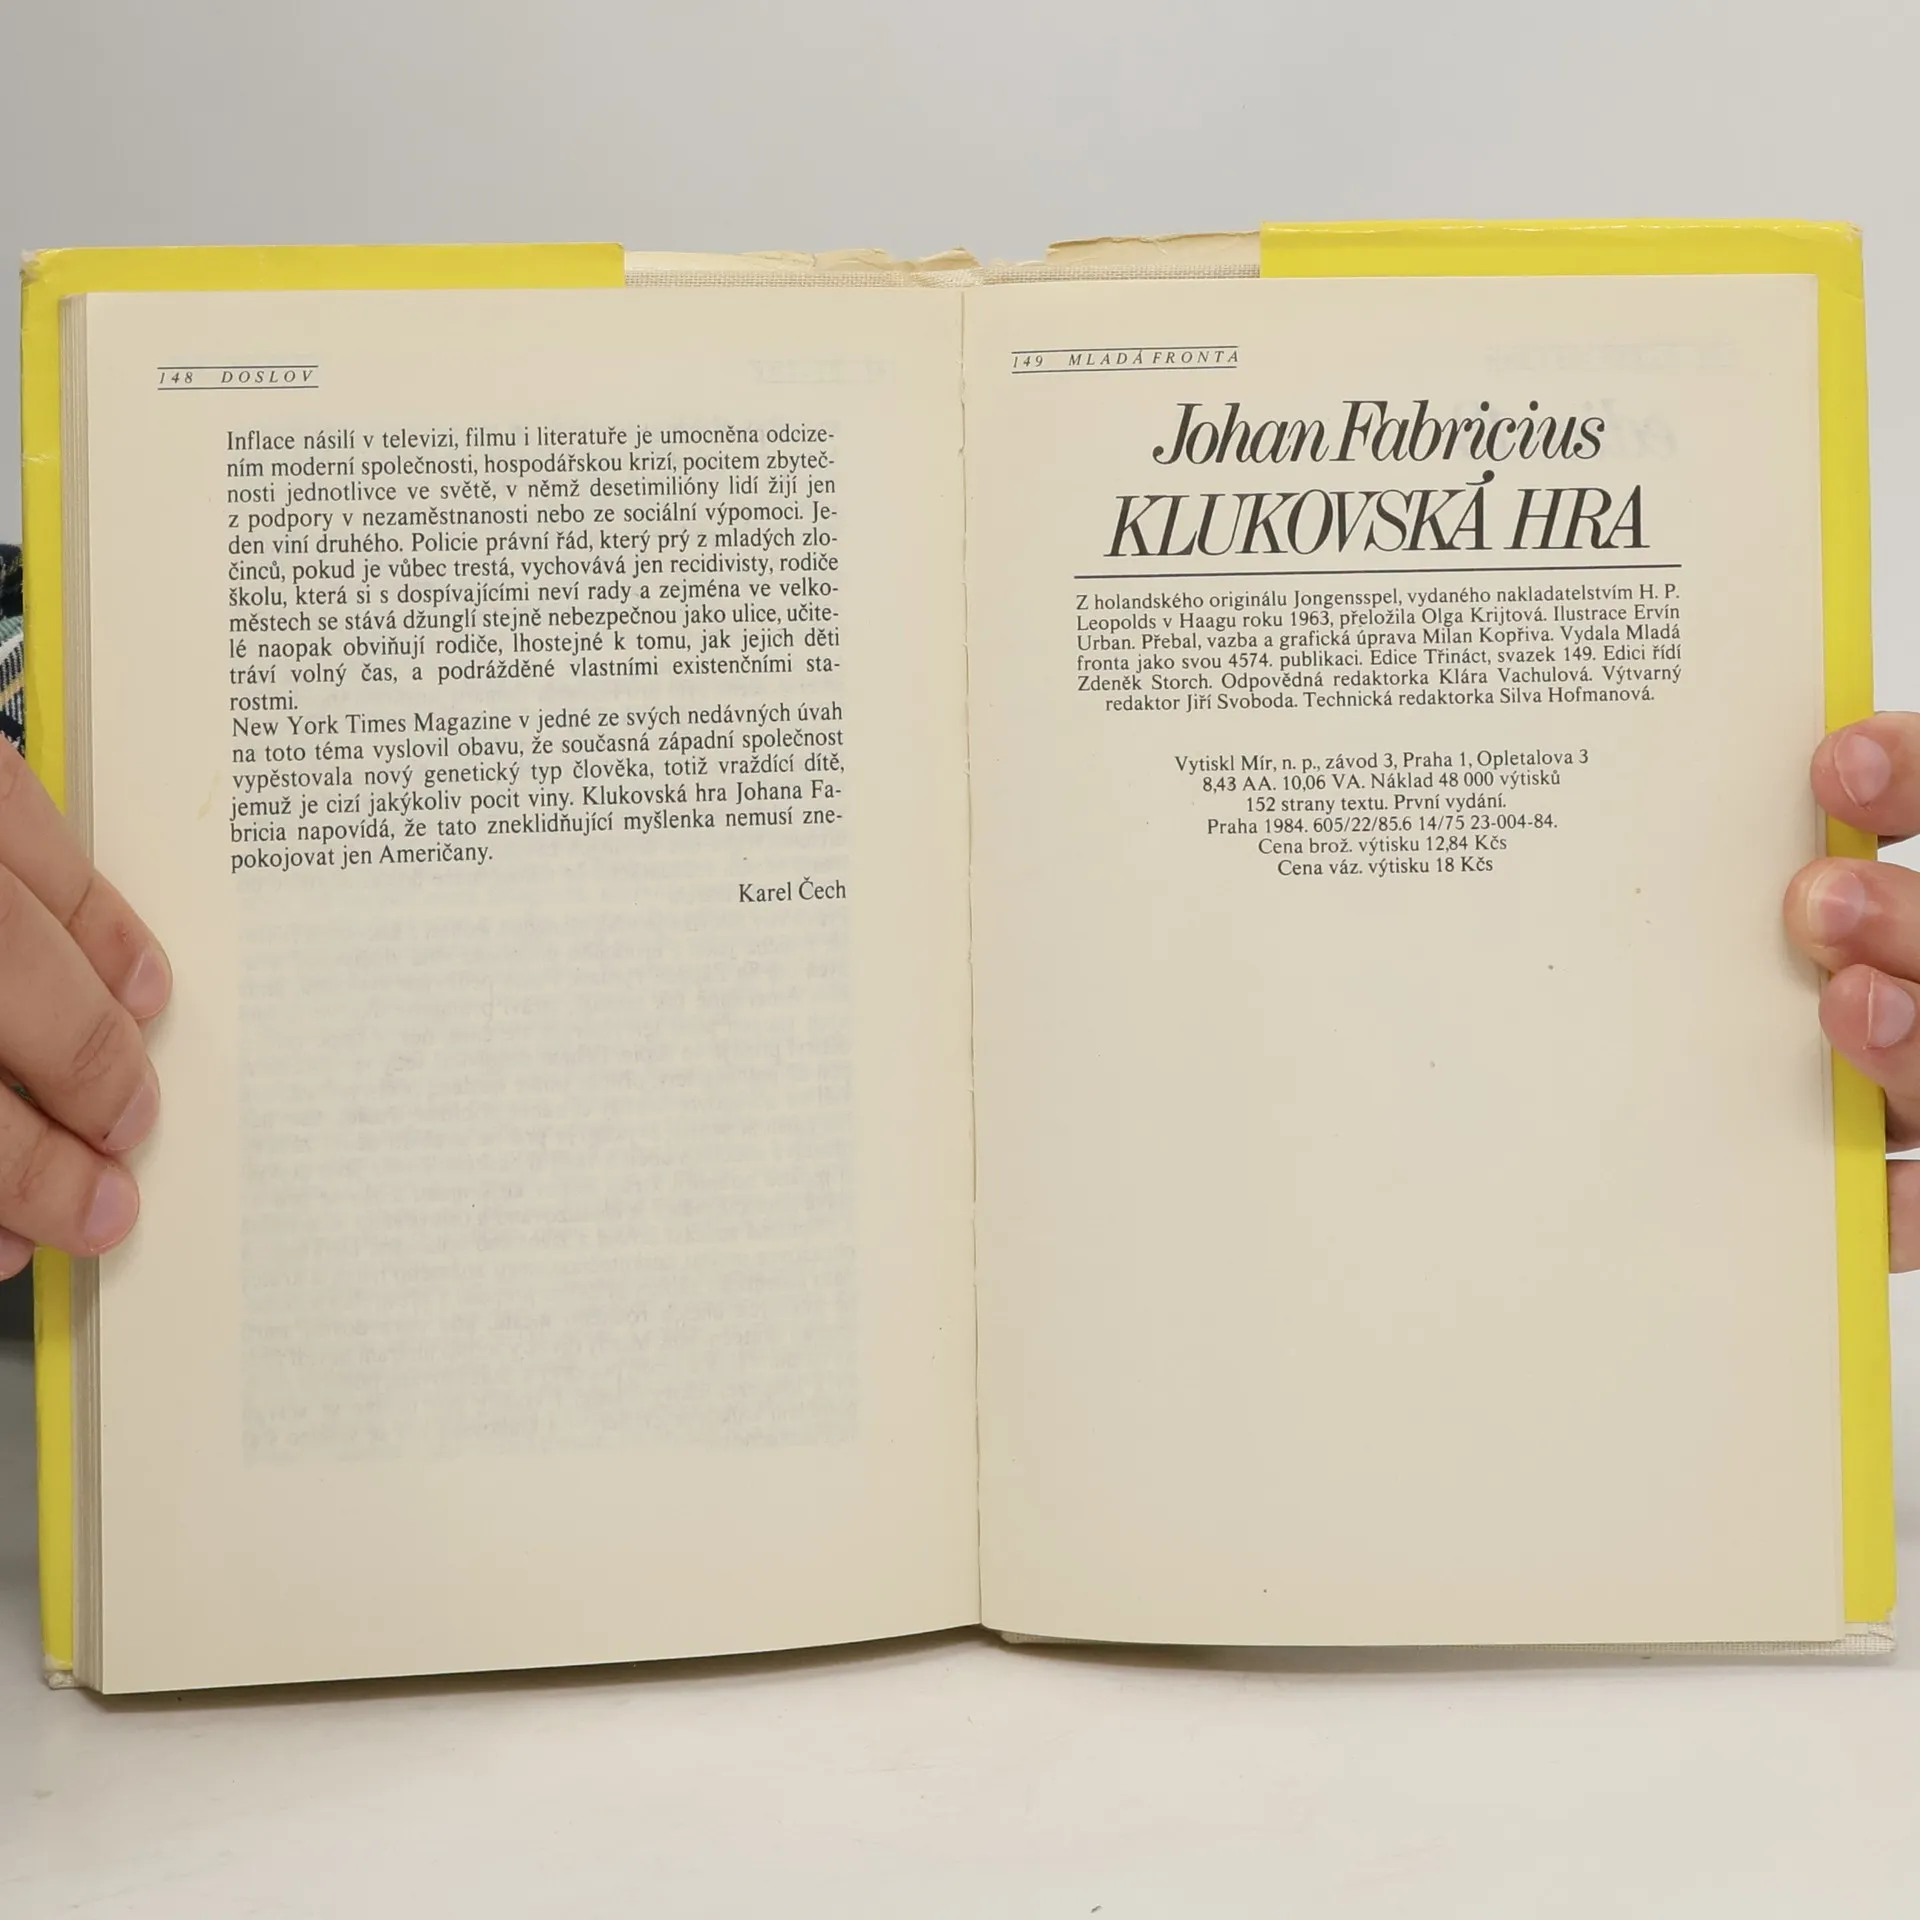 148 DOSLOV
Inflace násilí v televizi, filmu i literatuře je umocněna odcize-
ním moderní společnosti, hospodářskou krizí, pocitem zbyteč-
nosti jednotlivce ve světě, v němž desetimilióny lidí žijí jen
z podpory v nezaměstnanosti nebo ze sociální výpomoci. Je-
den viní druhého. Policie právní řád, který prý z mladých zlo-
činců, pokud je vůbec trestá, vychovává jen recidivisty, rodiče
školu, která si s dospívajícími neví rady a zejména ve velko-
městech se stává džunglí stejně nebezpečnou jako ulice, učite-
lé naopak obviňují rodiče, lhostejné k tomu, jak jejich děti
tráví volný čas, a podrážděné vlastními existenčními sta-
rostmi.
New York Times Magazine v jedné ze svých nedávných úvah
na toto téma vyslovil obavu, že současná západní společnost
vypěstovala nový genetický typ člověka, totiž vraždící dítě,
jemuž je cizí jakýkoliv pocit viny. Klukovská hra Johana Fa-
bricia napovídá, že tato zneklidňující myšlenka nemusí zne-
pokojovat jen Američany.
Karel Čech
149 MLADÁ FRONTA
Johan Fabricius
KLUKOVSKÁ HRA
Z holandského originálu Jongensspel, vydaného nakladatelstvím H. P.
Leopolds v Haagu roku 1963, přeložila Olga Krijtová. Ilustrace Ervín
Urban. Přebal, vazba a grafická úprava Milan Kopřiva. Vydala Mladá
fronta jako svou 4574. publikaci. Edice Třináct, svazek 149. Edici řídí
Zdeněk Storch. Odpovědná redaktorka Klára Vachulová. Výtvarný
redaktor Jiří Svoboda. Technická redaktorka Silva Hofmanová.
Vytiskl Mír, n. p., závod 3, Praha 1, Opletalova 3
8,43 AA. 10,06 VA. Náklad 48 000 výtisků
152 strany textu. První vydání.
Praha 1984. 605/22/85.6 14/75 23-004-84.
Cena brož. výtisku 12,84 Kčs
Cena váz. výtisku 18 Kčs